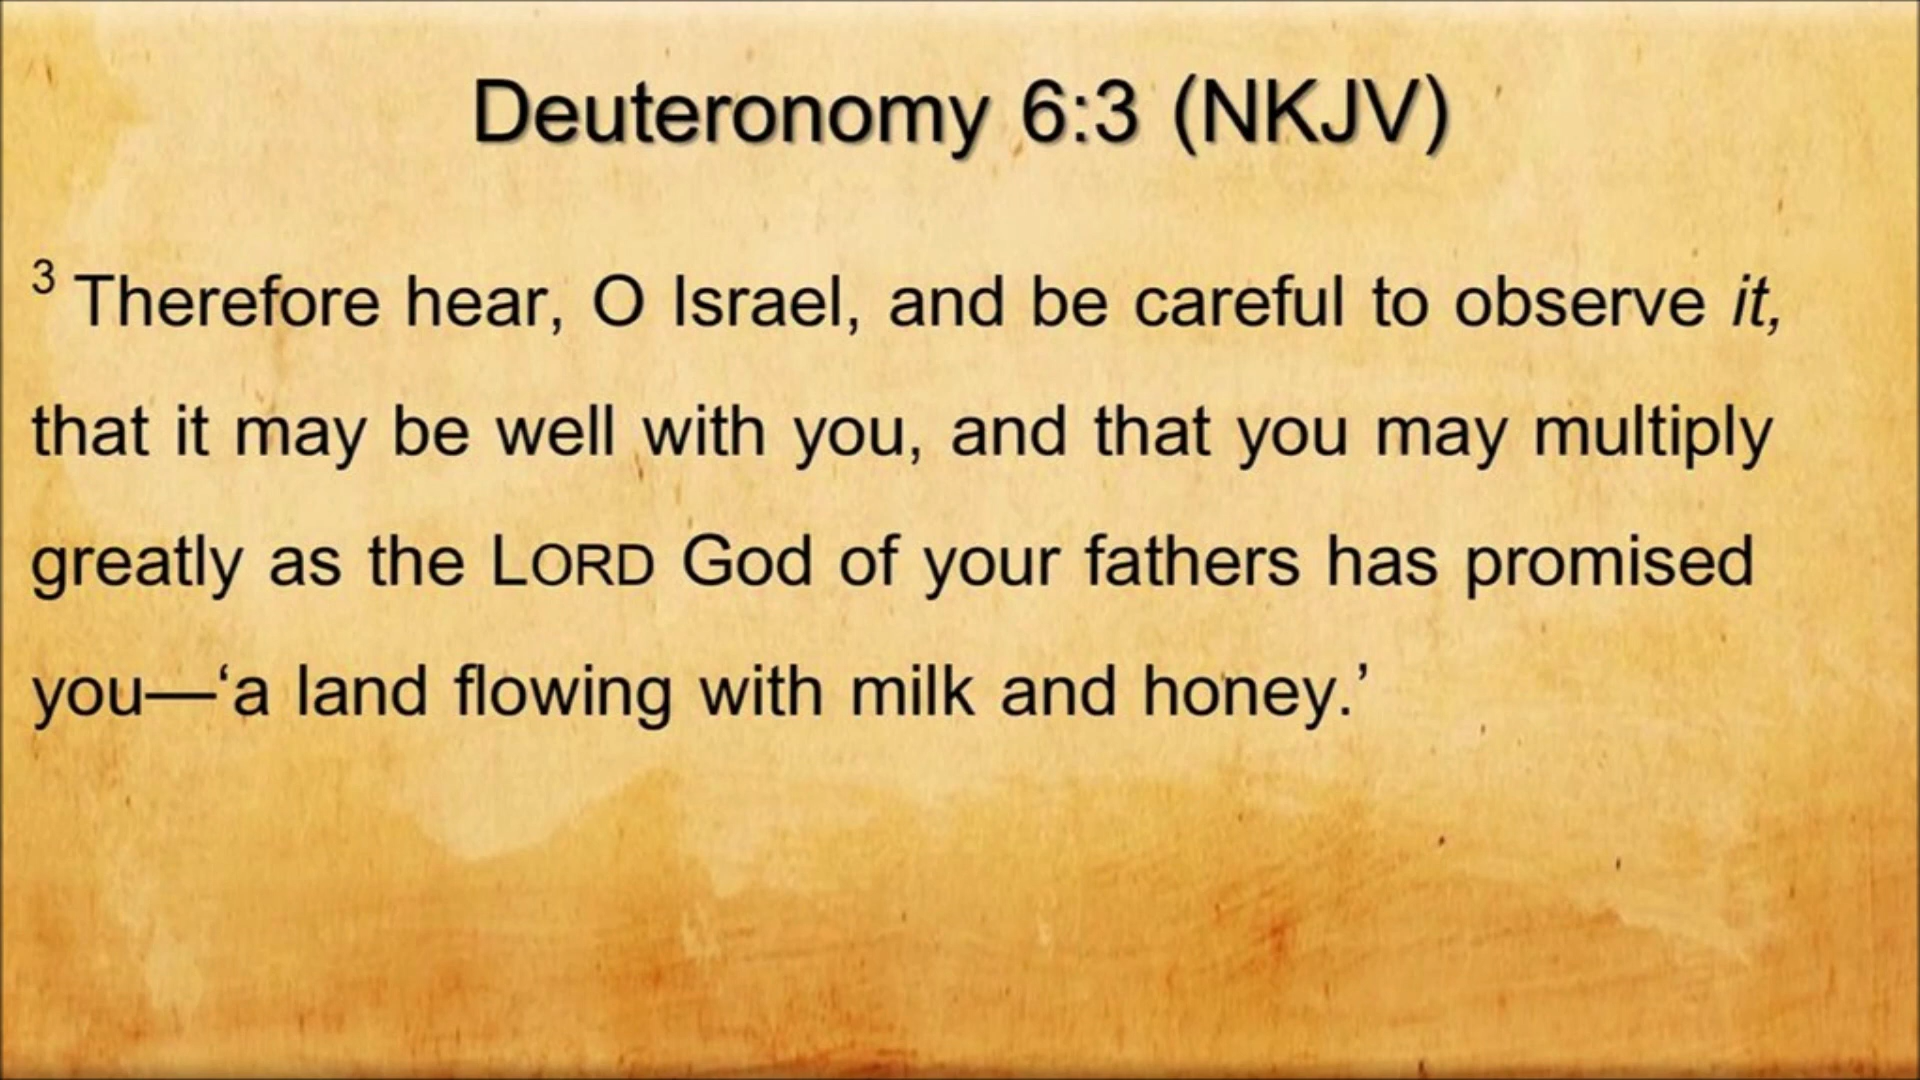 Deuteronomy 6:3 (NKJV)
³ Therefore hear, O Israel, and be careful to observe it,
that it may be well with you, and that you may multiply
greatly as the LORD God of your fathers has promised
you—‘a land flowing with milk and honey.’